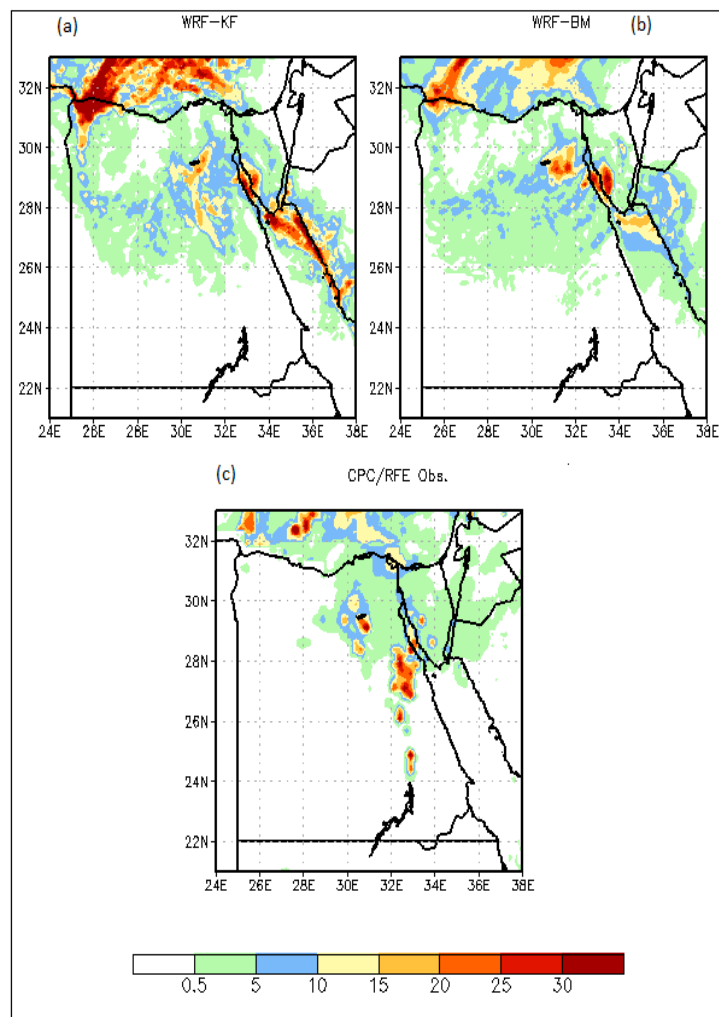 (a) WRF-KF WRF-BM (b)
32N 32N
30N 30N
28N 28N
26N 26N
24N 24N
22N 22N
24E 26E 28E 30E 32E 34E 36E 38E 24E 26E 28E 30E 32E 34E 36E 38E
(c) CPC/RFE Obs.
32N
30N
28N
26N
24N
22N
24E 26E 28E 30E 32E 34E 36E 38E
0.5 5 10 15 20 25 30